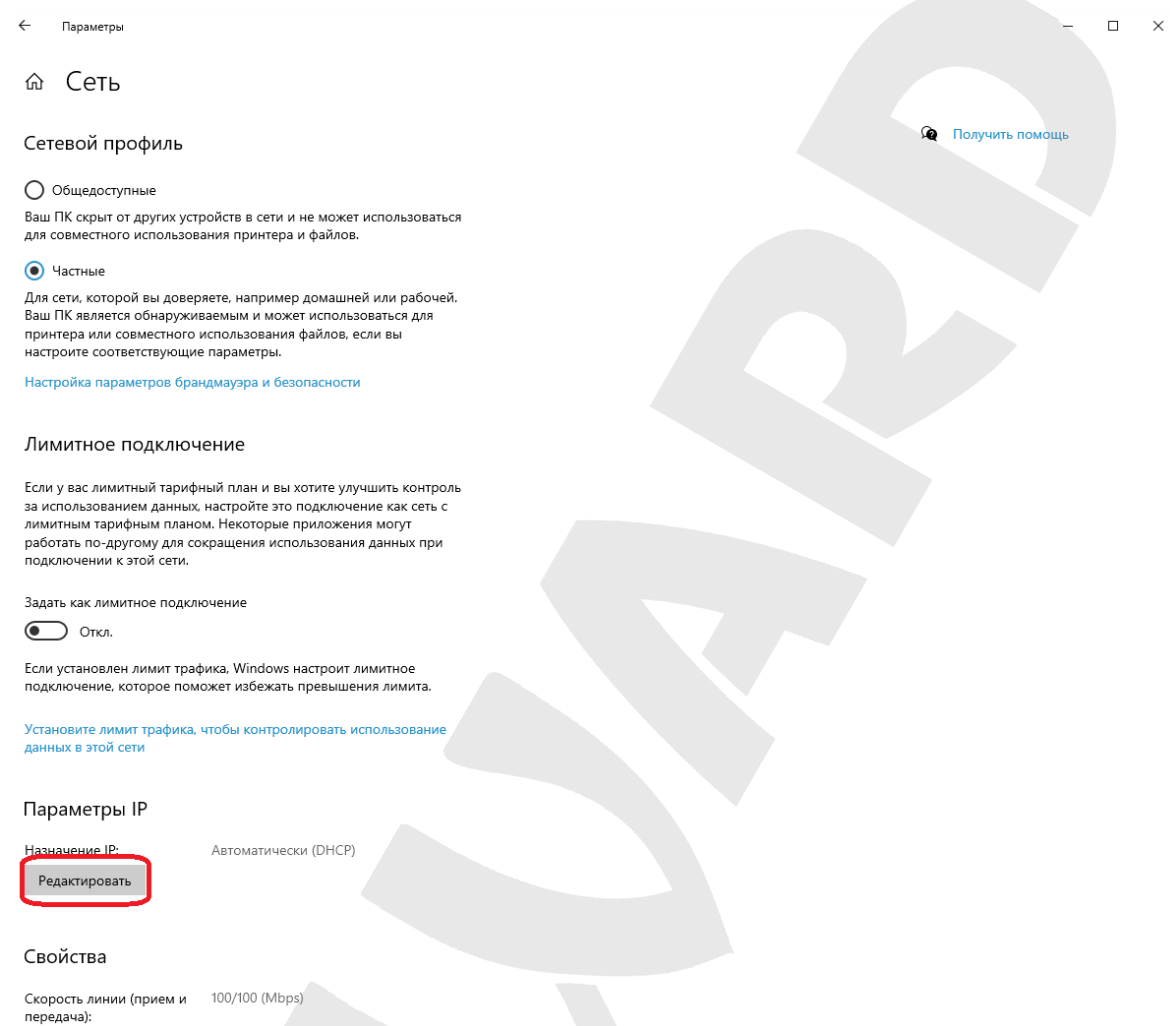 Параметры
Сеть
Получить помощь
Сетевой профиль
Общедоступные
Ваш ПК скрыт от других устройств в сети и не может использоваться
для совместного использования принтера и файлов.
Частные
Для сети, которой вы доверяете, например домашней или рабочей.
Ваш ПК является обнаруживаемым и может использоваться для
принтера или совместного использования файлов, если вы
настроите соответствующие параметры.
Настройка параметров брандмауэра и безопасности
Лимитное подключение
Если у вас лимитный тарифный план и вы хотите улучшить контроль
за использованием данных, настройте это подключение как сеть с
лимитным тарифным планом. Некоторые приложения могут
работать по-другому для сокращения использования данных при
подключении к этой сети.
Задать как лимитное подключение
Откл.
Если установлен лимит трафика, Windows настроит лимитное
подключение, которое поможет избежать превышения лимита.
Установите лимит трафика, чтобы контролировать использование
данных в этой сети
Параметры IP
Назначение IP: Автоматически (DHCP)
Редактировать
Свойства
Скорость линии (прием и 100/100 (Mbps)
передача):